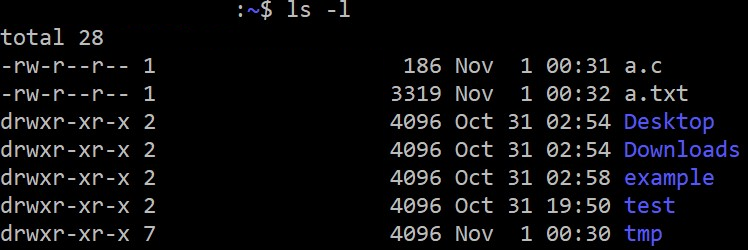 :~$ ls -l
total 28
-rw-r--r-- 1 186 Nov 1 00:31 a.c
-rw-r--r-- 1 3319 Nov 1 00:32 a.txt
drwxr-xr-x 2 4096 Oct 31 02:54 Desktop
drwxr-xr-x 2 4096 Oct 31 02:54 Downloads
drwxr-xr-x 2 4096 Oct 31 02:58 example
drwxr-xr-x 2 4096 Oct 31 19:50 test
drwxr-xr-x 7 4096 Nov 1 00:30 tmp